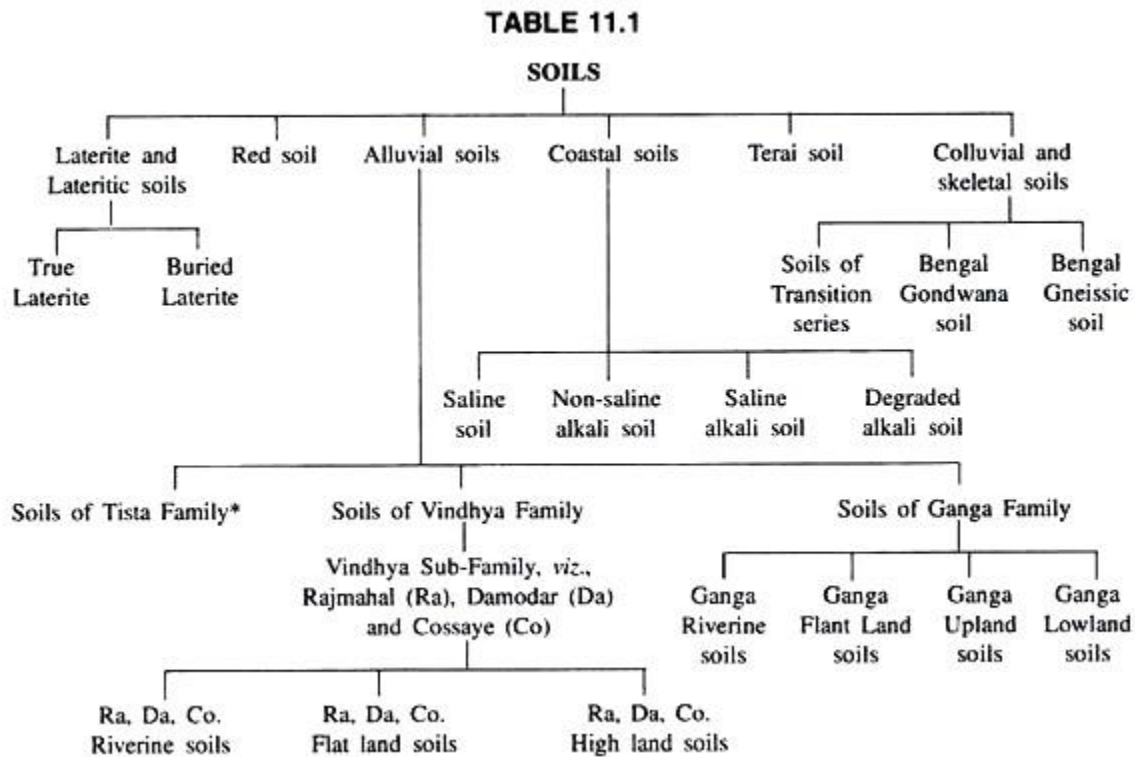 TABLE 11.1
SOILS
Laterite and
Lateritic soils
Red soil
Alluvial soils
Coastal soils
Terai soil
Colluvial and
skeletal soils
True
Laterite
Buried
Laterite
Soils of
Transition
series
Bengal
Gondwana
soil
Bengal
Gneissic
soil
Saline
soil
Non-saline
alkali soil
Saline
alkali soil
Degraded
alkali soil
Soils of Tista Family*
Soils of Vindhya Family
Soils of Ganga Family
Vindhya Sub-Family, viz.,
Rajmahal (Ra), Damodar (Da)
and Cossaye (Co)
Ganga
Riverine
soils
Ganga
Flant Land
soils
Ganga
Upland
soils
Ganga
Lowland
soils
Ra, Da, Co.
Riverine soils
Ra, Da, Co.
Flat land soils
Ra, Da, Co.
High land soils